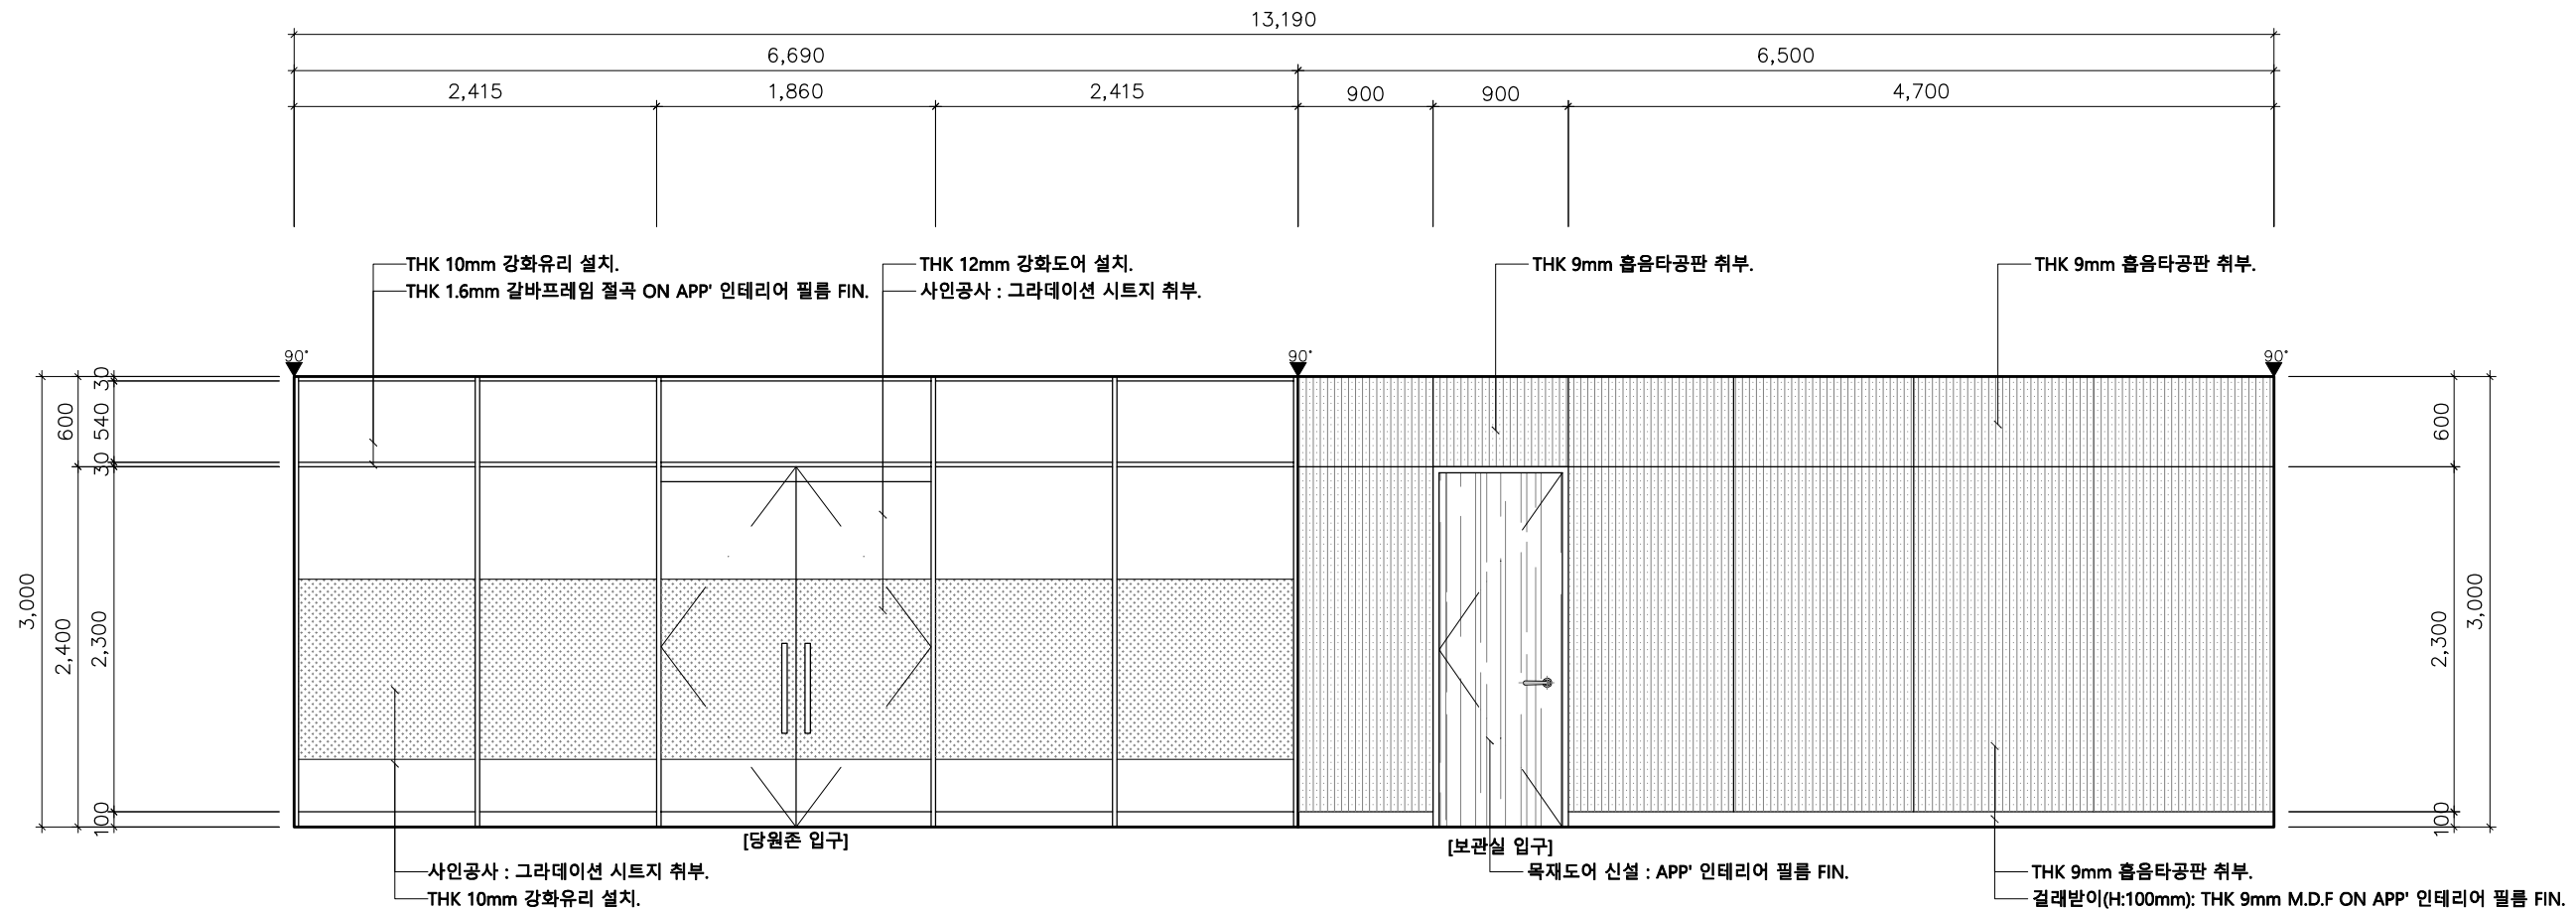 13,190
6,690
6,500
2,415
1,860
2,415
900
900
4,700
THK 10mm 강화유리 설치.
THK 1.6mm 갈바프레임 절곡 ON APP' 인테리어 필름 FIN.
THK 12mm 강화도어 설치.
사인공사 : 그라데이션 시트지 취부.
THK 9mm 흡음타공판 취부.
THK 9mm 흡음타공판 취부.
90°
90°
90°
30
540
30
600
2,300
2,400
3,000
100
600
2,300
3,000
100
[당원존 입구]
[보관실 입구]
사인공사 : 그라데이션 시트지 취부.
THK 10mm 강화유리 설치.
목재도어 신설 : APP' 인테리어 필름 FIN.
THK 9mm 흡음타공판 취부.
걸래받이(H:100mm): THK 9mm M.D.F ON APP' 인테리어 필름 FIN.